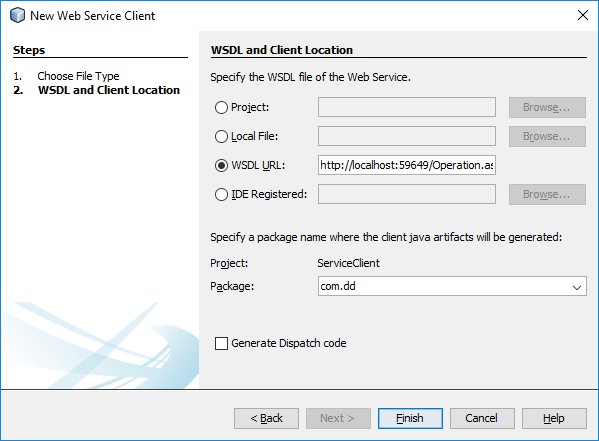 New Web Service Client
Steps
1. Choose File Type
2. WSDL and Client Location
WSDL and Client Location
Specify the WSDL file of the Web Service.
Project: Browse...
Local File: Browse...
WSDL URL: http://localhost:59649/Operation.as
IDE Registered: Browse...
Specify a package name where the client java artifacts will be generated:
Project: ServiceClient
Package: com.dd
Generate Dispatch code
< Back Next > Finish Cancel Help